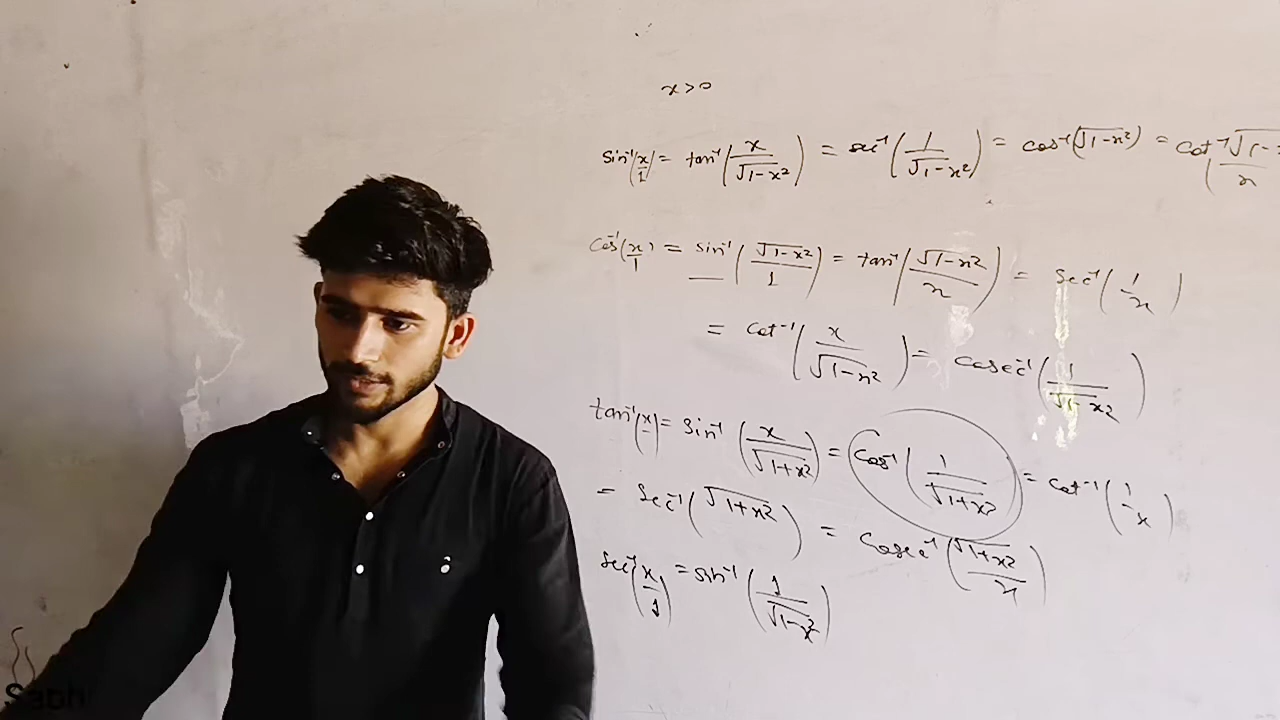 x>0
sin⁻¹(x/1) = tan⁻¹(x/√1-x²) = sec⁻¹(1/√1-x²) = cos⁻¹(√1-x²) = cot⁻¹(√1-
x)
cos⁻¹(x/1) = sin⁻¹(√1-x²/1) = tan⁻¹(√1-x²/x) = sec⁻¹(1/x)
= cot⁻¹(x/√1-x²) = cosec⁻¹(1/√1-x²)
tan⁻¹(x) = sin⁻¹(x/√1+x²) = cos⁻¹(1/√1+x²) = cot⁻¹(1/x)
= sec⁻¹(√1+x²) = cosec⁻¹(√1+x²/x)
sec⁻¹(x/1) = sin⁻¹(1/√1-x²)